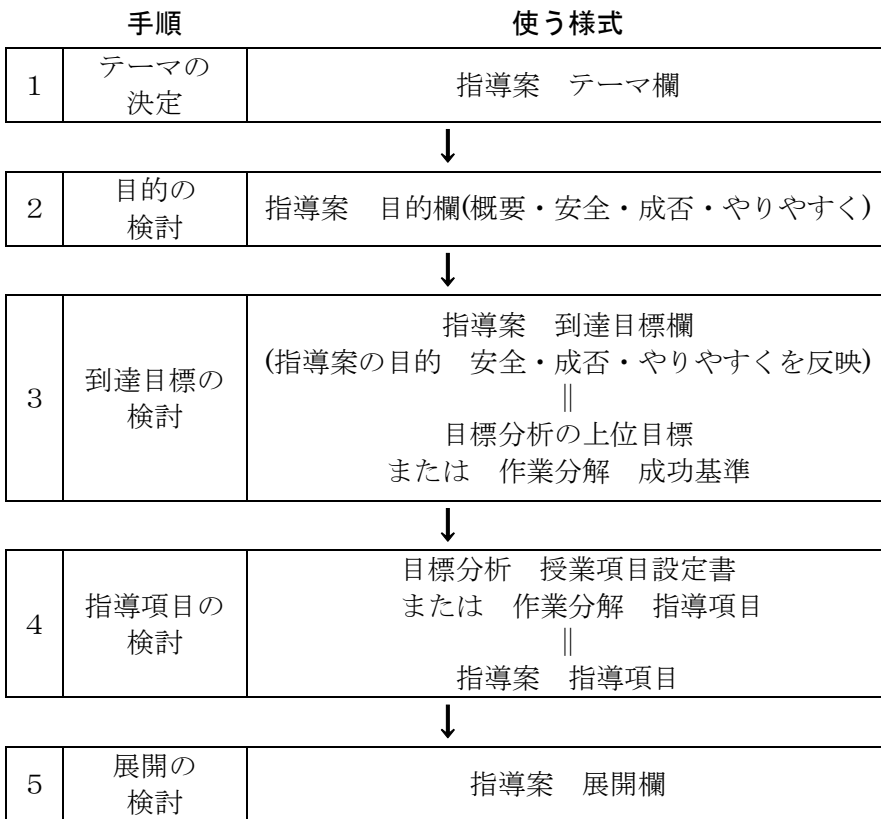 手順　使う様式
1　テーマの
決定
指導案　テーマ欄
↓
2　目的の
検討
指導案　目的欄(概要・安全・成否・やりやすく)
↓
3　到達目標の
検討
指導案　到達目標欄
(指導案の目的　安全・成否・やりやすくを反映)
‖
目標分析の上位目標
または　作業分解　成功基準
↓
4　指導項目の
検討
目標分析　授業項目設定書
または　作業分解　指導項目
‖
指導案　指導項目
↓
5　展開の
検討
指導案　展開欄